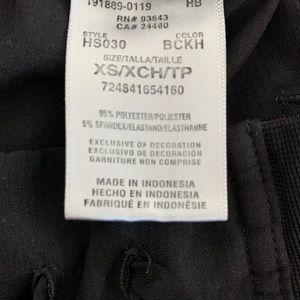 191889-0119 RB
RN# 93643
CA# 24460
STYLE COLOR
HS030 BCKH
SIZE/TALLA/TAILLE
XS/XCH/TP
724841654160
95% POLYESTER/POLIESTER
5% SPANDEX/ELASTANO/ELASTHANNE
EXCLUSIVE OF DECORATION
EXCLUSIVO DE DECORACIÓN
GARNITURE NON COMPRISE
MADE IN INDONESIA
HECHO EN INDONESIA
FABRIQUÉ EN INDONÉSIE